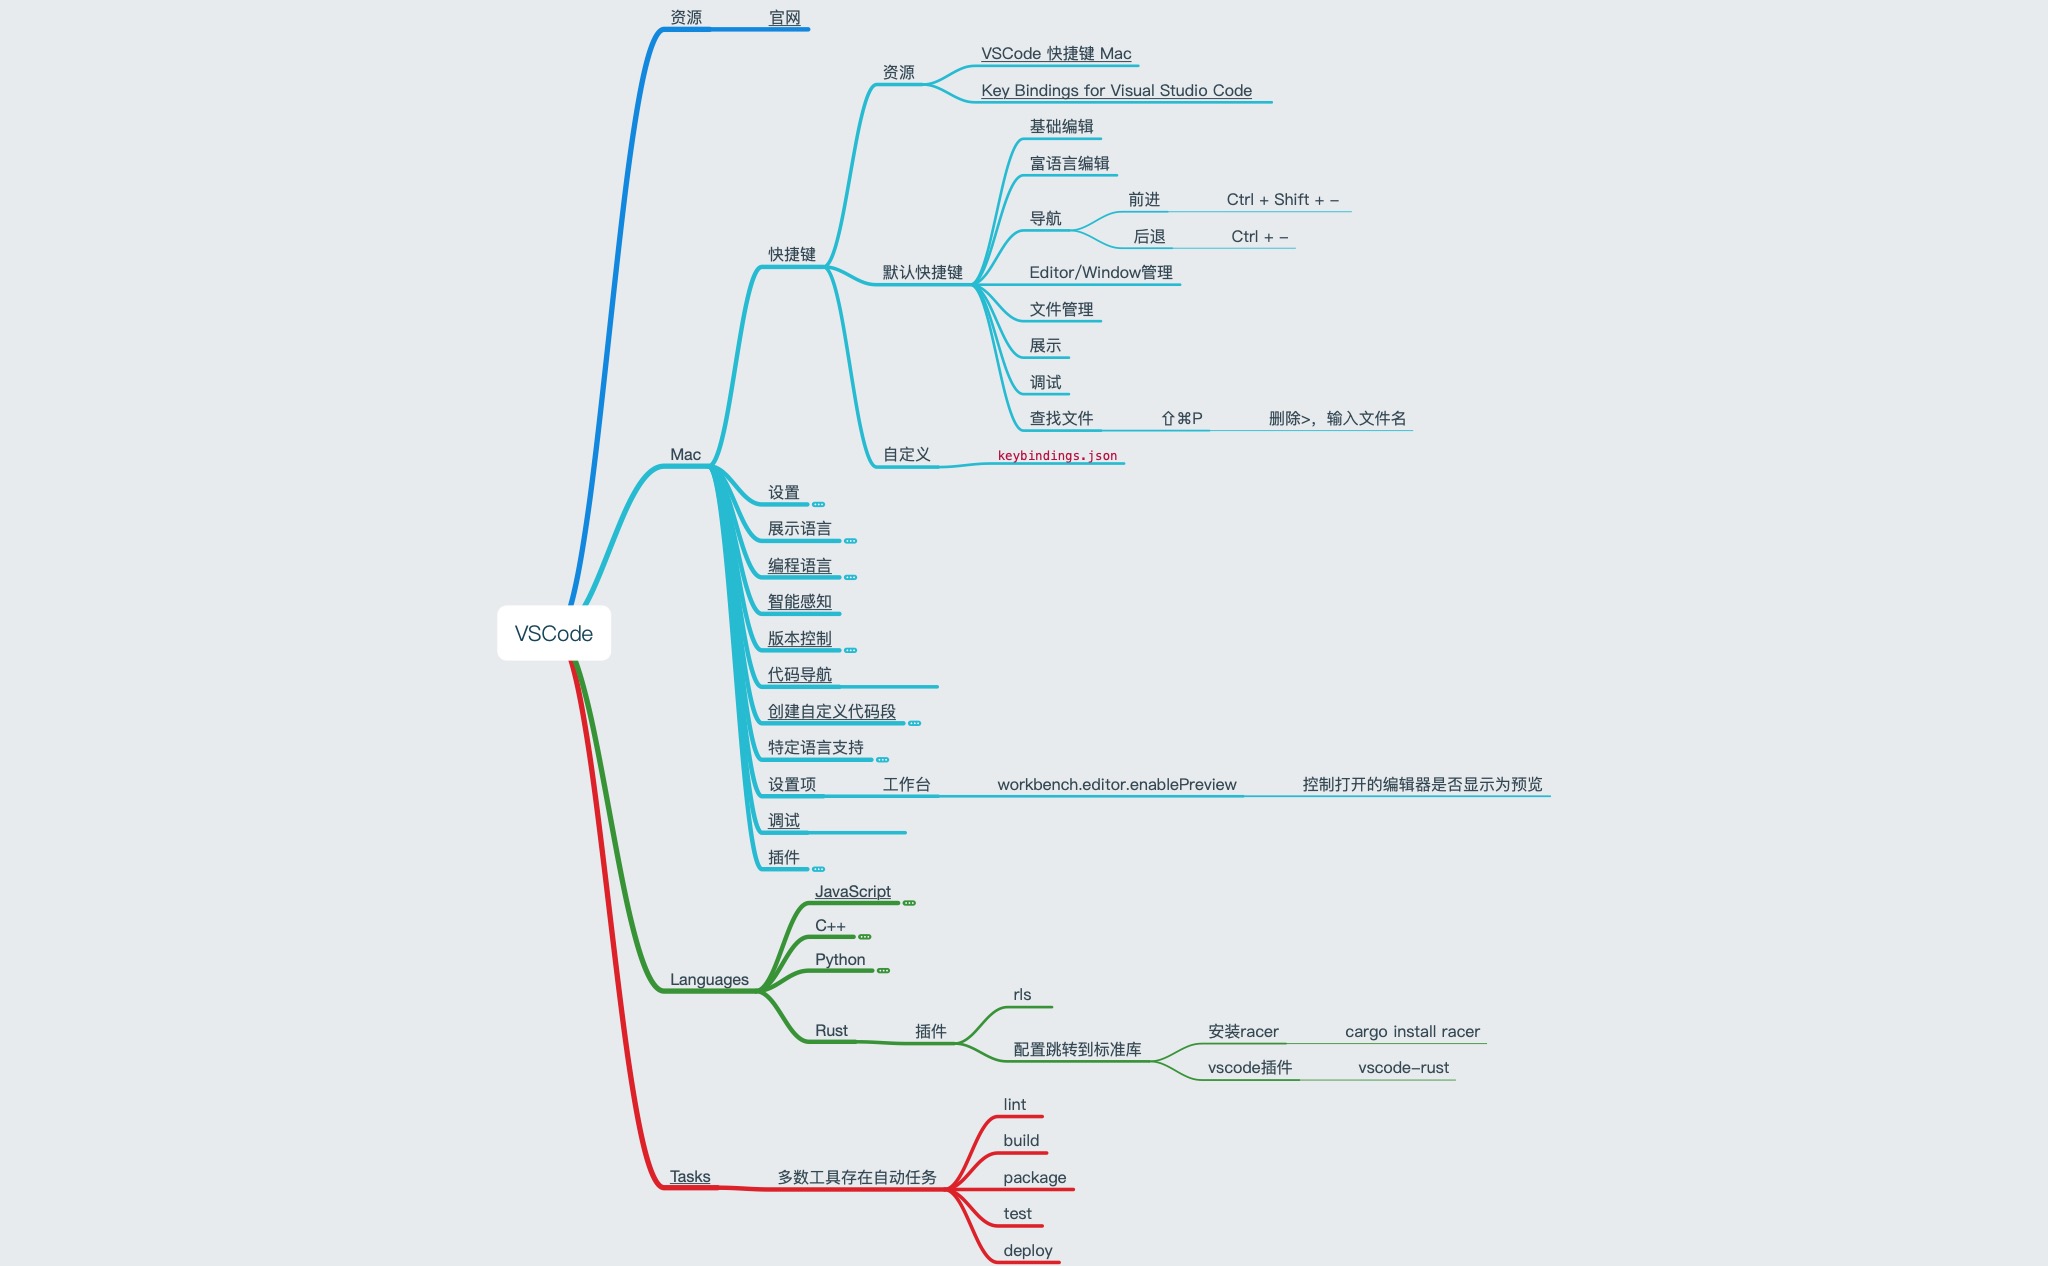 资源
官网
VSCode 快捷键 Mac
资源
Key Bindings for Visual Studio Code
基础编辑
富语言编辑
前进
Ctrl + Shift + -
导航
后退
Ctrl + -
快捷键
默认快捷键
Editor/Window管理
文件管理
展示
调试
查找文件
⇧⌘P
删除>，输入文件名
自定义
keybindings.json
Mac
设置
展示语言
编程语言
智能感知
VSCode
版本控制
代码导航
创建自定义代码段
特定语言支持
设置项
工作台
workbench.editor.enablePreview
控制打开的编辑器是否显示为预览
调试
插件
JavaScript
C++
Python
Languages
rls
Rust
插件
配置跳转到标准库
安装racer
cargo install racer
vscode插件
vscode-rust
lint
build
Tasks
多数工具存在自动任务
package
test
deploy